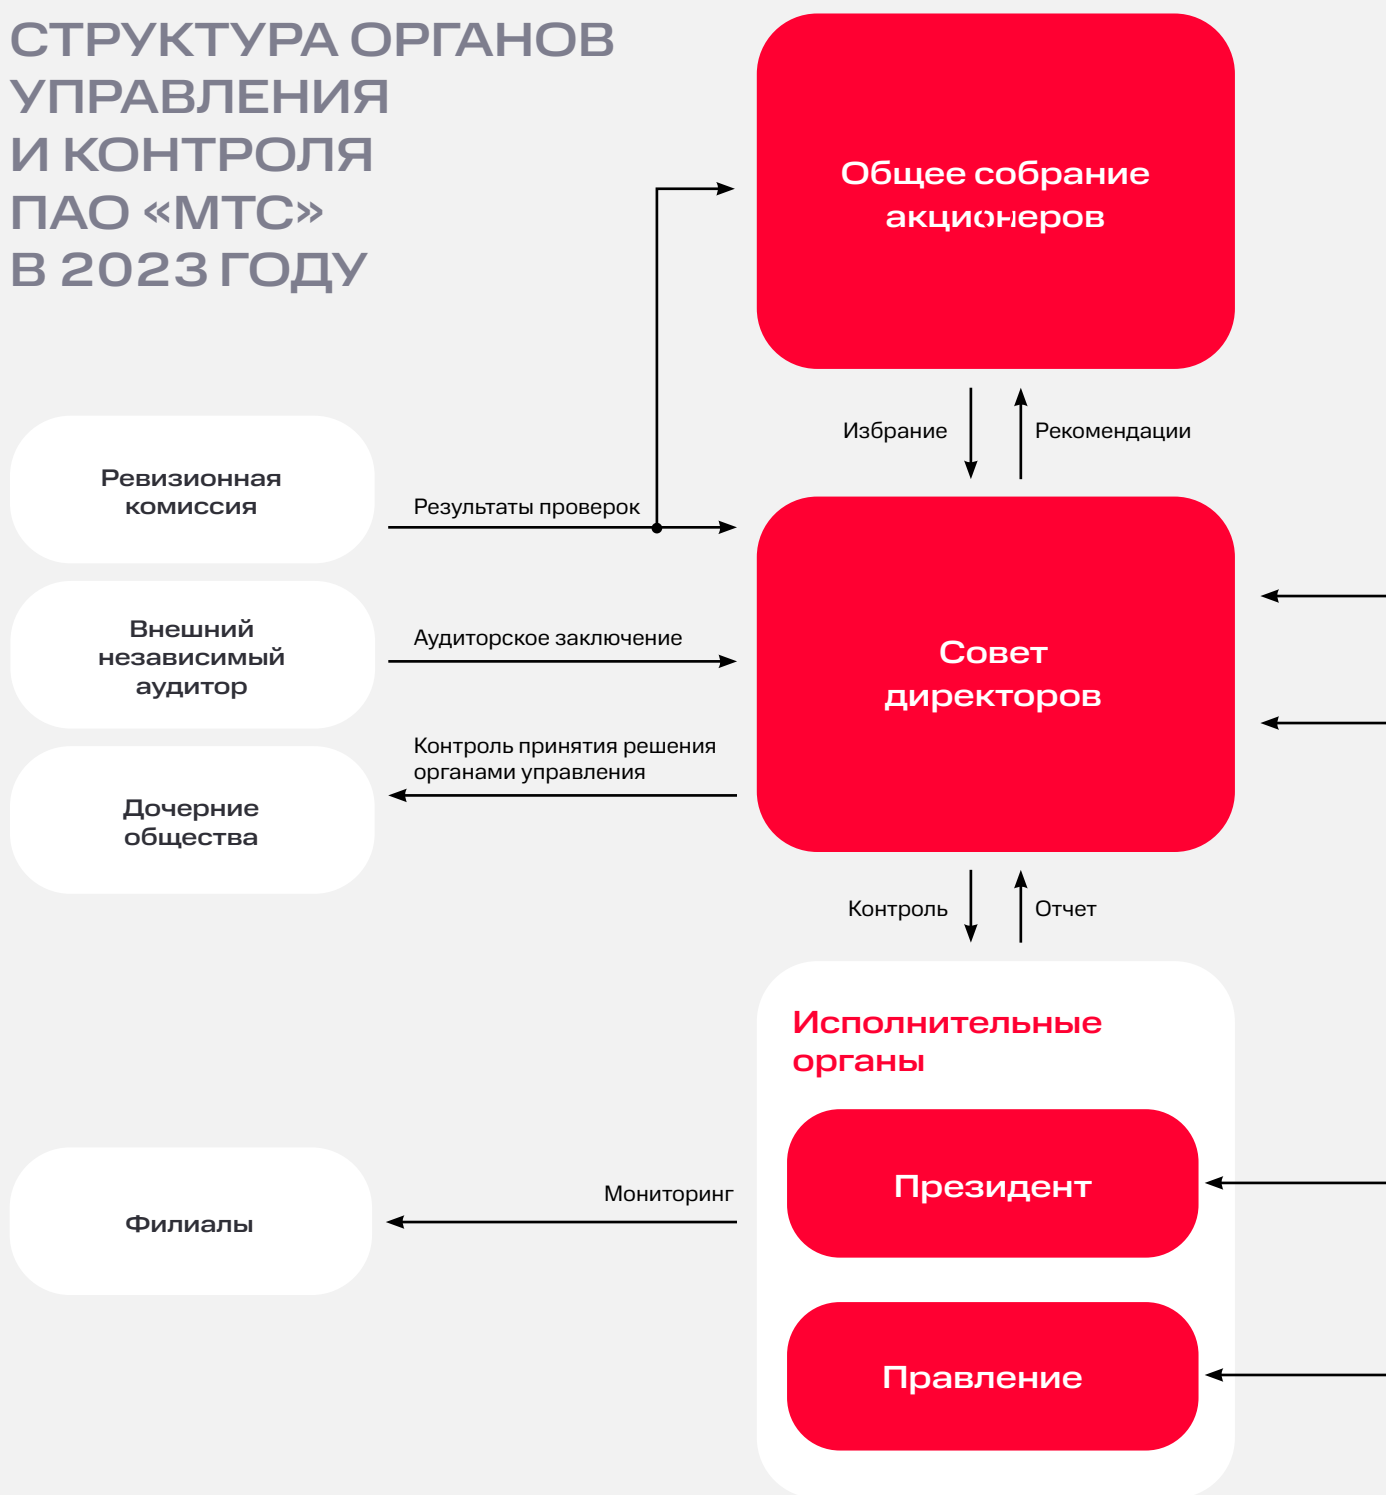 СТРУКТУРА ОРГАНОВ
УПРАВЛЕНИЯ
И КОНТРОЛЯ
ПАО «МТС»
В 2023 ГОДУ
Общее собрание
акционеров
Избрание
Рекомендации
Ревизионная
комиссия
Результаты проверок
Внешний
независимый
аудитор
Аудиторское заключение
Совет
директоров
Контроль принятия решения
органами управления
Дочерние
общества
Контроль
Отчет
Исполнительные
органы
Президент
Мониторинг
Филиалы
Правление